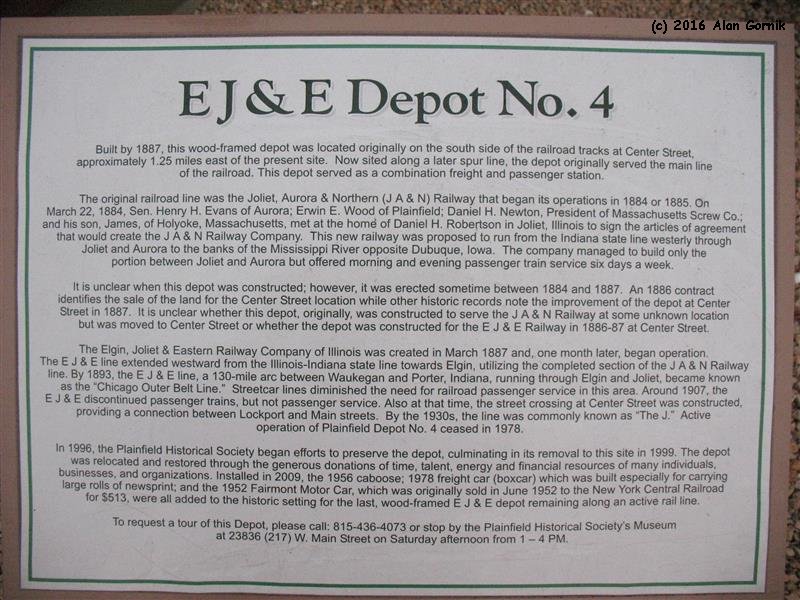 (c) 2016 Alan Gornik
E J & E Depot No. 4
Built by 1887, this wood-framed depot was located originally on the south side of the railroad tracks at Center Street,
approximately 1.25 miles east of the present site. Now sited along a later spur line, the depot originally served the main line
of the railroad. This depot served as a combination freight and passenger station.
The original railroad line was the Joliet, Aurora & Northern (J A & N) Railway that began its operations in 1884 or 1885. On
March 22, 1884, Sen. Henry H. Evans of Aurora; Erwin E. Wood of Plainfield; Daniel H. Newton, President of Massachusetts Screw Co.;
and his son, James, of Holyoke, Massachusetts, met at the home of Daniel H. Robertson in Joliet, Illinois to sign the articles of agreement
that would create the J A & N Railway Company. This new railway was proposed to run from the Indiana state line westerly through
Joliet and Aurora to the banks of the Mississippi River opposite Dubuque, Iowa. The company managed to build only the
portion between Joliet and Aurora but offered morning and evening passenger train service six days a week.
It is unclear when this depot was constructed; however, it was erected sometime between 1884 and 1887. An 1886 contract
identifies the sale of the land for the Center Street location while other historic records note the improvement of the depot at Center
Street in 1887. It is unclear whether this depot, originally, was constructed to serve the J A & N Railway at some unknown location
but was moved to Center Street or whether the depot was constructed for the E J & E Railway in 1886-87 at Center Street.
The Elgin, Joliet & Eastern Railway Company of Illinois was created in March 1887 and, one month later, began operation.
The E J & E line extended westward from the Illinois-Indiana state line towards Elgin, utilizing the completed section of the J A & N Railway
line. By 1893, the E J & E line, a 130-mile arc between Waukegan and Porter, Indiana, running through Elgin and Joliet, became known
as the "Chicago Outer Belt Line." Streetcar lines diminished the need for railroad passenger service in this area. Around 1907, the
E J & E discontinued passenger trains, but not passenger service. Also at that time, the street crossing at Center Street was constructed,
providing a connection between Lockport and Main streets. By the 1930s, the line was commonly known as "The J." Active
operation of Plainfield Depot No. 4 ceased in 1978.
In 1996, the Plainfield Historical Society began efforts to preserve the depot, culminating in its removal to this site in 1999. The depot
was relocated and restored through the generous donations of time, talent, energy and financial resources of many individuals,
businesses, and organizations. Installed in 2009, the 1956 caboose; 1978 freight car (boxcar) which was built especially for carrying
large rolls of newsprint; and the 1952 Fairmont Motor Car, which was originally sold in June 1952 to the New York Central Railroad
for $513, were all added to the historic setting for the last, wood-framed E J & E depot remaining along an active rail line.
To request a tour of this Depot, please call: 815-436-4073 or stop by the Plainfield Historical Society's Museum
at 23836 (217) W. Main Street on Saturday afternoon from 1 – 4 PM.